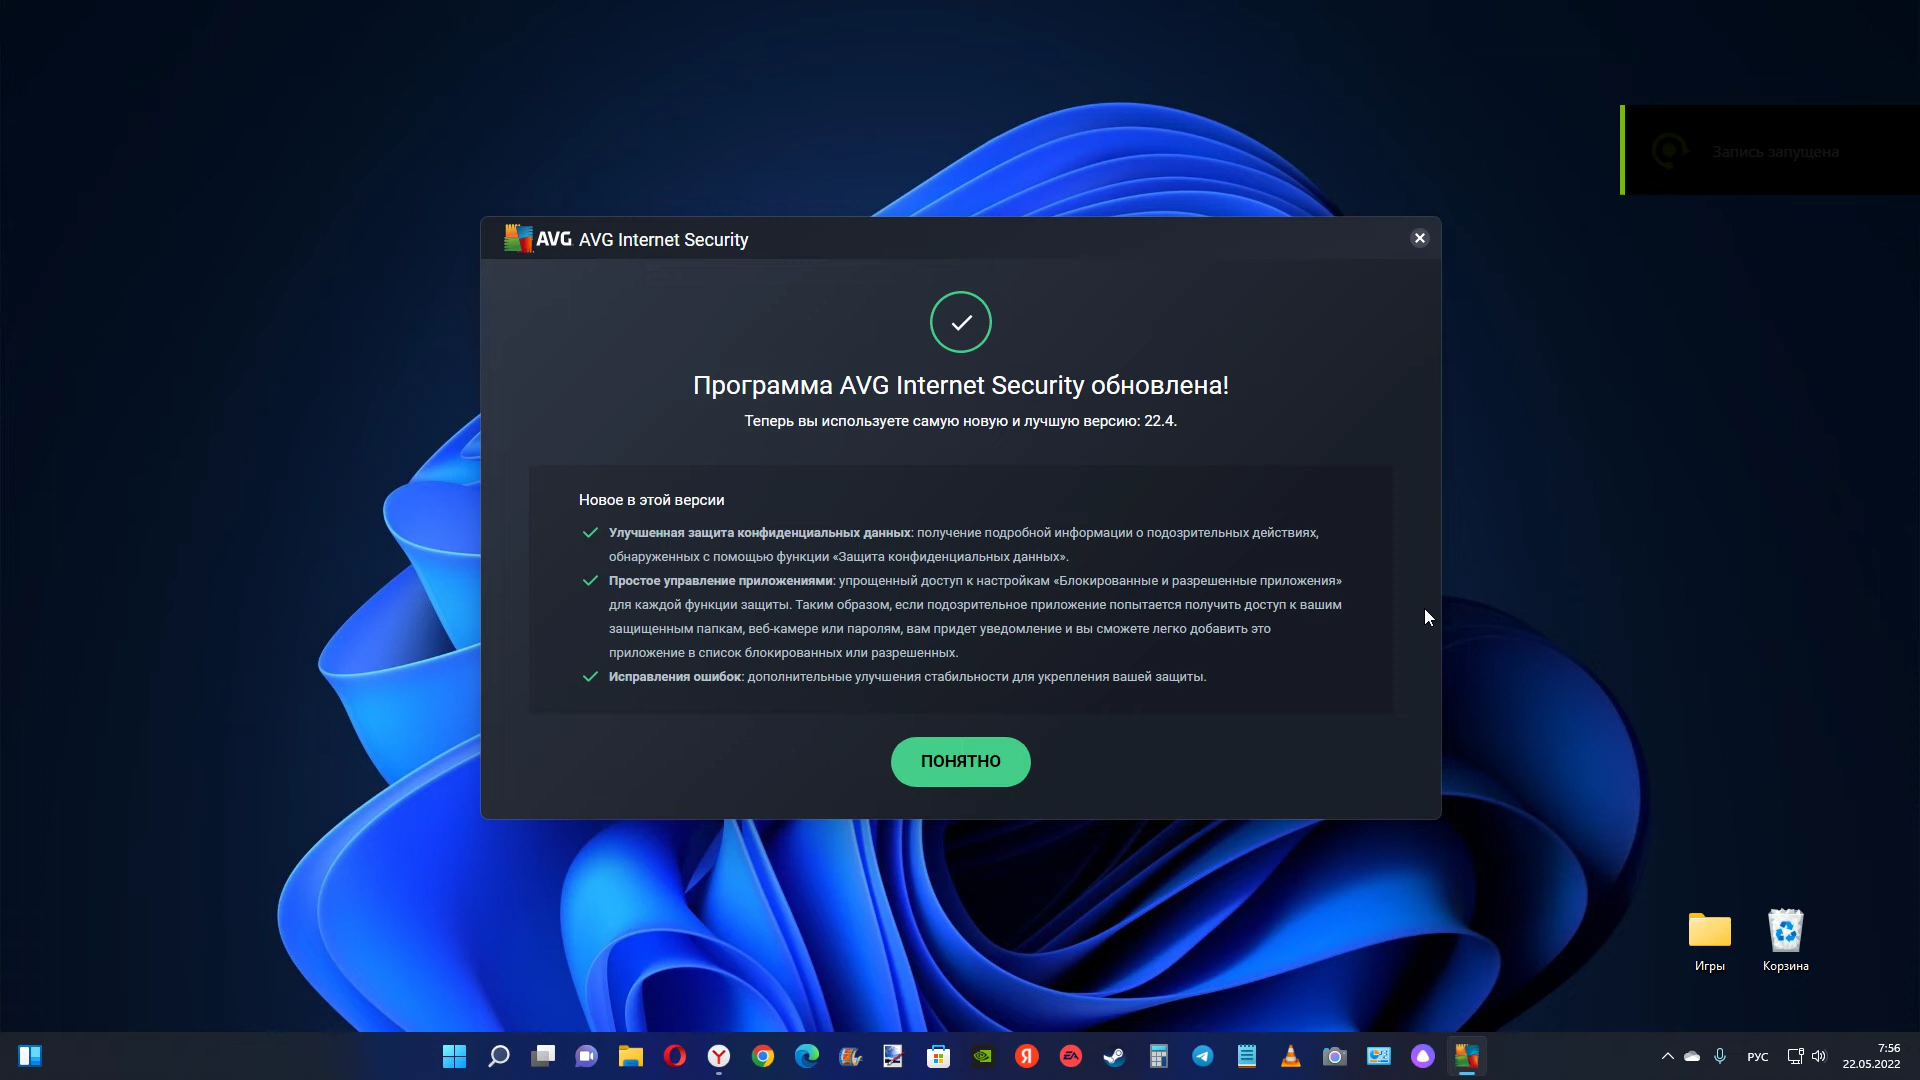 Запись запущена
AVG AVG Internet Security
Программа AVG Internet Security обновлена!
Теперь вы используете самую новую и лучшую версию: 22.4.
Новое в этой версии
Улучшенная защита конфиденциальных данных: получение подробной информации о подозрительных действиях,
обнаруженных с помощью функции «Защита конфиденциальных данных».
Простое управление приложениями: упрощенный доступ к настройкам «Блокированные и разрешенные приложения»
для каждой функции защиты. Таким образом, если подозрительное приложение попытается получить доступ к вашим
защищенным папкам, веб-камере или паролям, вам придет уведомление и вы сможете легко добавить это
приложение в список блокированных или разрешенных.
Исправления ошибок: дополнительные улучшения стабильности для укрепления вашей защиты.
ПОНЯТНО
Игры
Корзина
РУС
7:56
22.05.2022